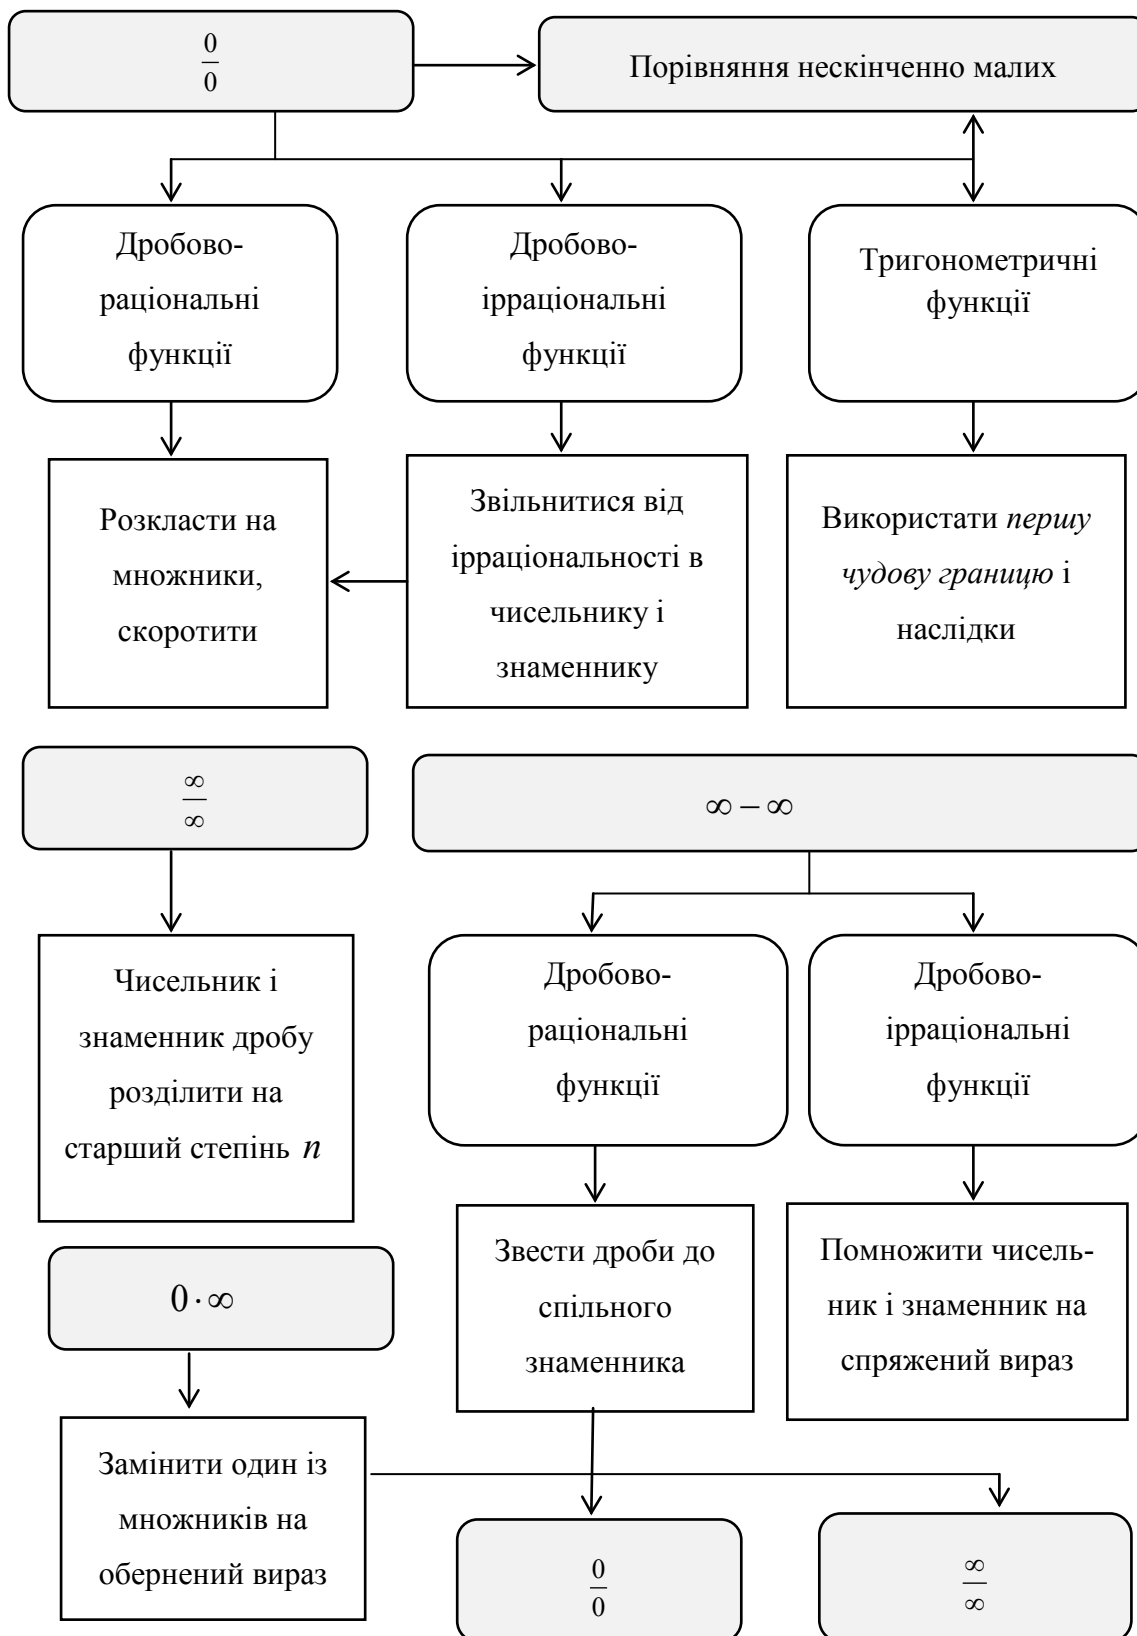 0/0
Порівняння нескінченно малих
Дробово-
раціональні
функції
Дробово-
ірраціональні
функції
Тригонометричні
функції
Розкласти на
множники,
скоротити
Звільнитися від
ірраціональності в
чисельнику і
знаменнику
Використати першу
чудову границю і
наслідки
∞/∞
∞ – ∞
Чисельник і
знаменник дробу
розділити на
старший степінь n
Дробово-
раціональні
функції
Дробово-
ірраціональні
функції
0 · ∞
Звести дроби до
спільного
знаменника
Помножити чисель-
ник і знаменник на
спряжений вираз
Замінити один із
множників на
обернений вираз
0/0
∞/∞